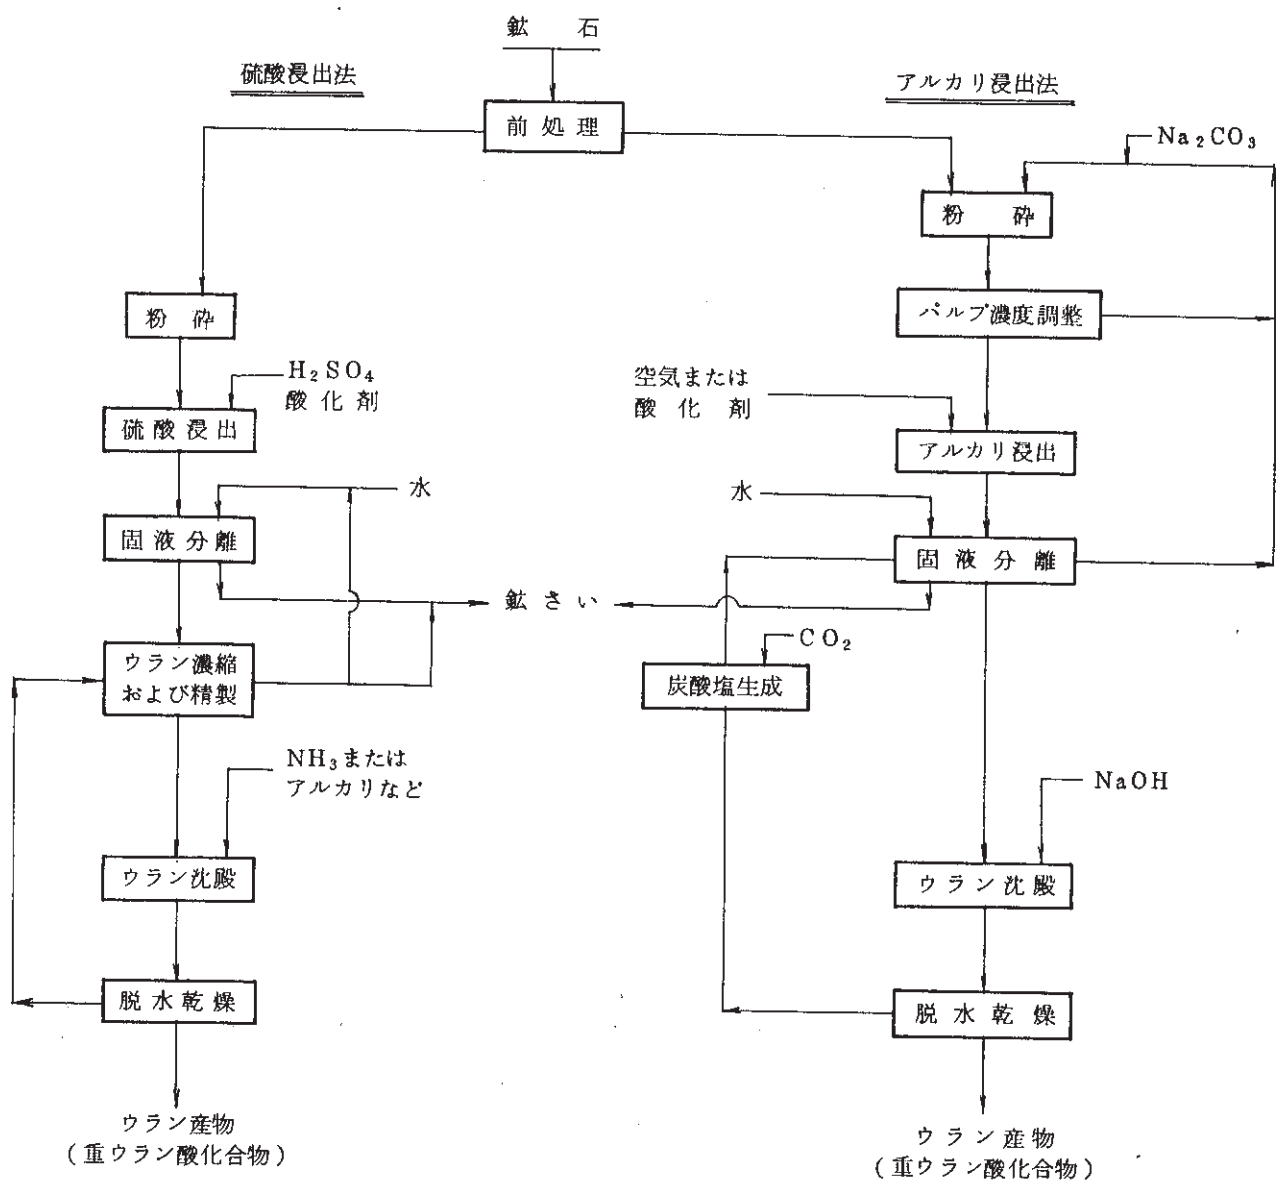 鉱石
硫酸浸出法
アルカリ浸出法
前処理
Na₂CO₃
粉砕
粉砕
パルプ濃度調整
H₂SO₄
酸化剤
空気または
酸化剤
硫酸浸出
アルカリ浸出
水
水
固液分離
固液分離
鉱さい
CO₂
ウラン濃縮
および精製
炭酸塩生成
NH₃または
アルカリなど
NaOH
ウラン沈殿
ウラン沈殿
脱水乾燥
脱水乾燥
ウラン産物
(重ウラン酸化合物)
ウラン産物
(重ウラン酸化合物)